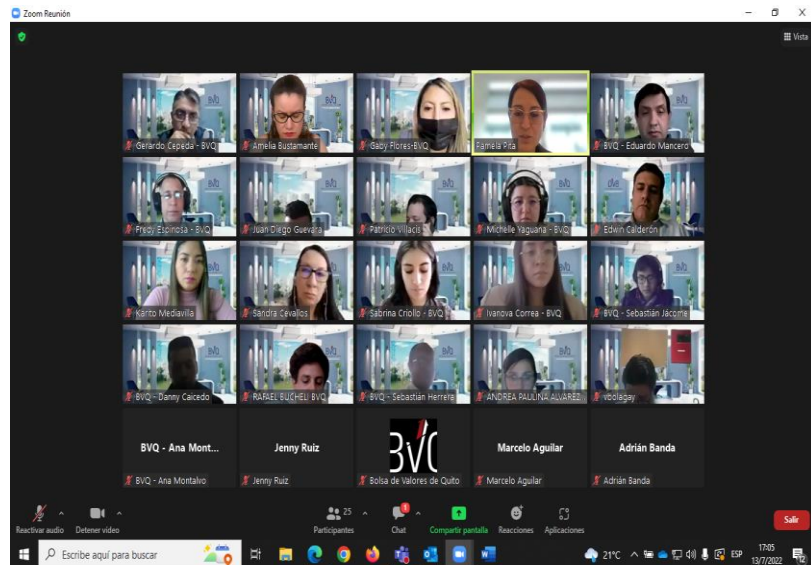 Zoom Reunión
Vista
Gerardo Cepeda - BVQ
Amelia Bustamante
Gaby Flores-BVQ
Pamela Pita
BVQ - Eduardo Mancero
Fredy Espinosa - BVQ
Juan Diego Guevara
Patricio Villacis
Michelle Yaguana - BVQ
Edwin Calderón
Karito Mediavilla
Sandra Cevallos
Sabrina Criollo - BVQ
Ivanova Correa - BVQ
BVQ - Sebastián Jácome
BVQ - Danny Caicedo
RAFAEL BUCHELI BVQ
BVQ - Sebastián Herrera
ANDREA PAULINA ALVAREZ
vbolagay
BVQ - Ana Mont...
Jenny Ruiz
BVQ
Marcelo Aguilar
Adrián Banda
BVQ - Ana Montalvo
Jenny Ruiz
Bolsa de Valores de Quito
Marcelo Aguilar
Adrián Banda
Reactivar audio
Detener video
25
Participantes
Chat
Compartir pantalla
Reacciones
Aplicaciones
Salir
Escribe aquí para buscar
21°C
ESP
17:05
13/7/2022